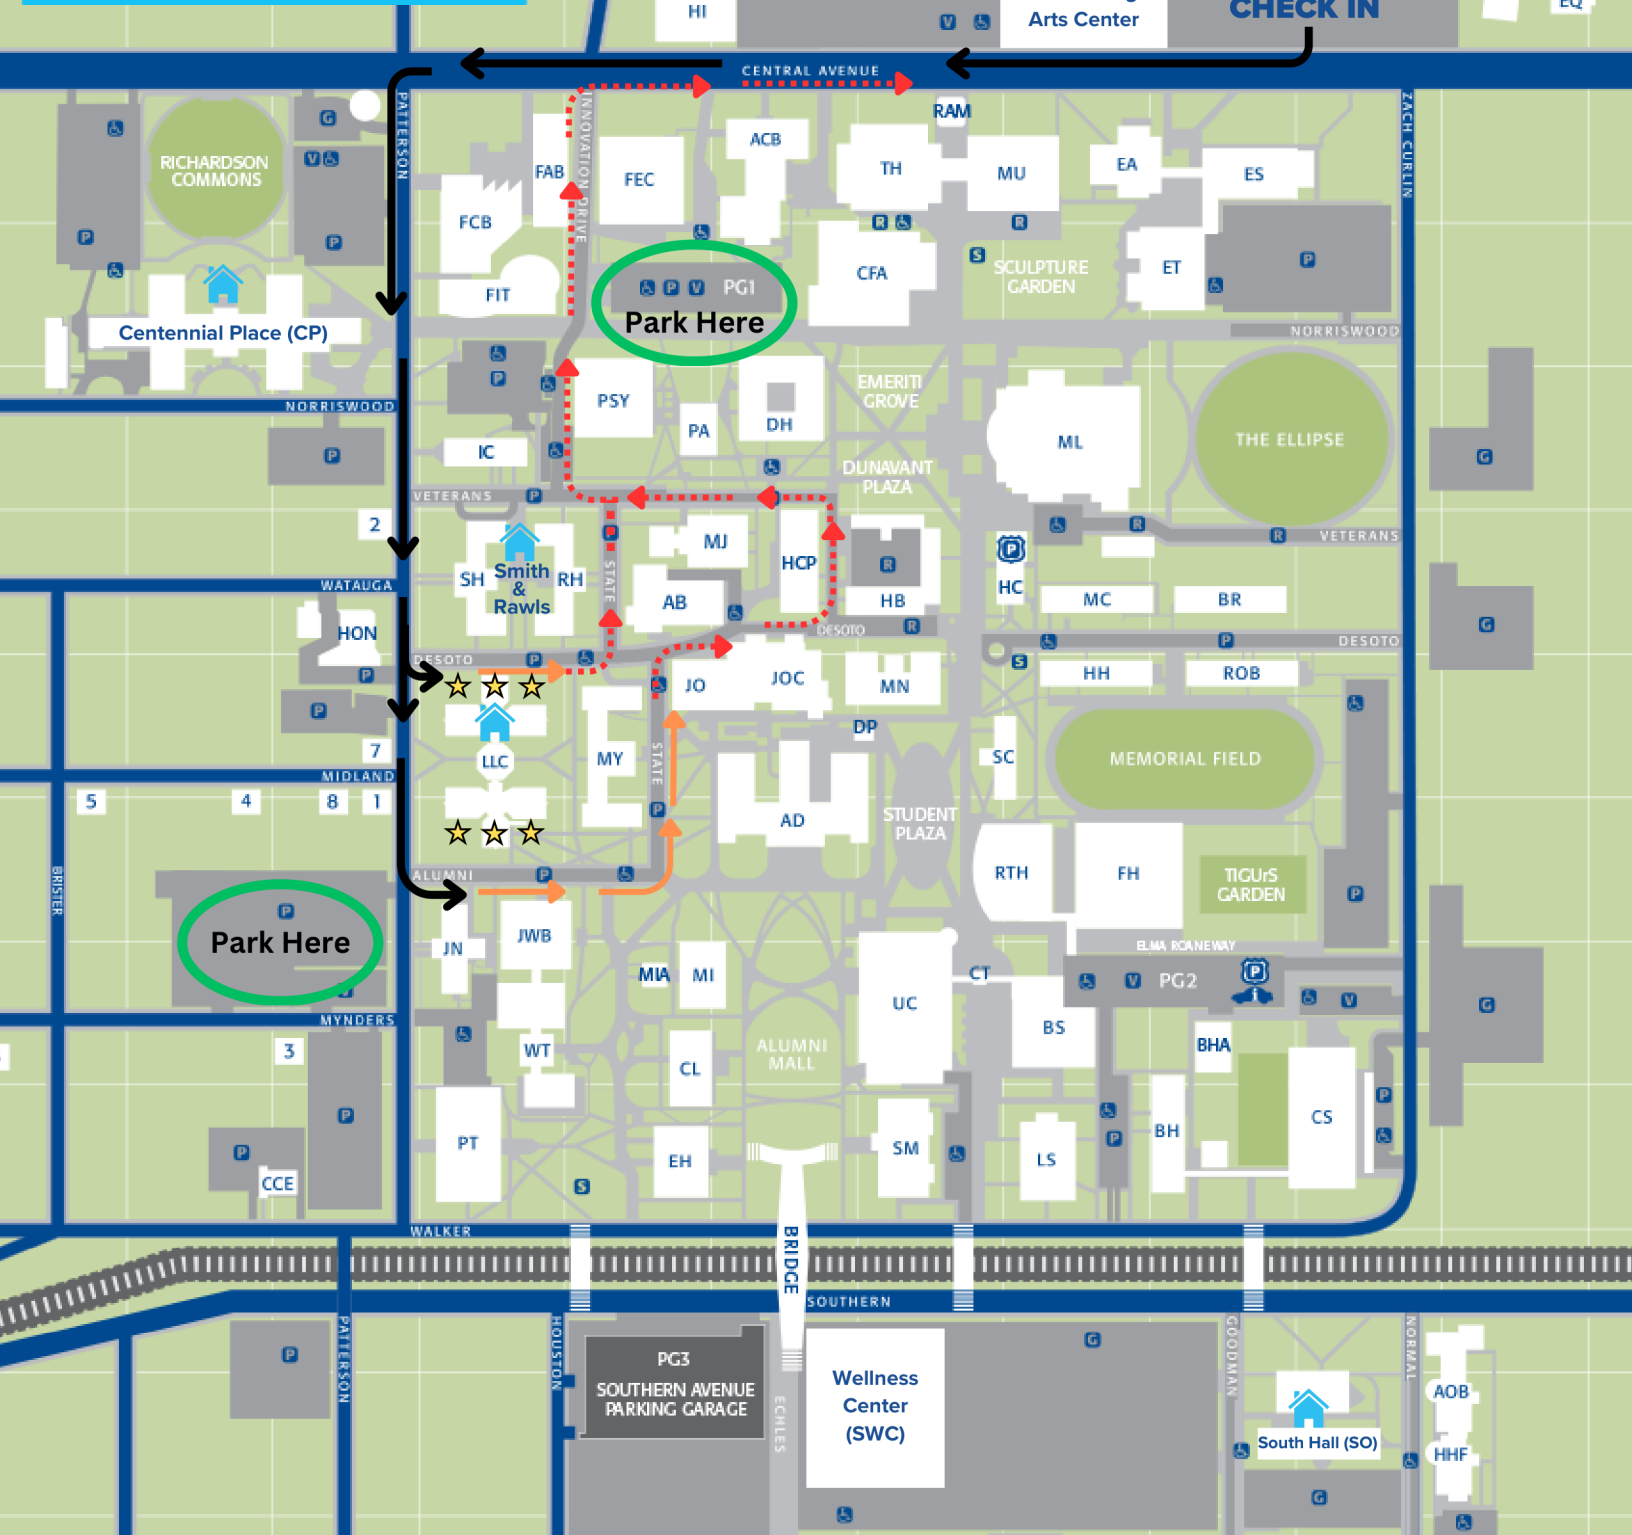 HI
V
Arts Center
CHECK IN
EQ
CENTRAL AVENUE
PATTERSON
INNOVATION DRIVE
ZACH CURLIN
RICHARDSON
COMMONS
G
V
P
P
Centennial Place (CP)
FAB
FCB
FIT
FEC
ACB
TH
RAM
MU
EA
ES
R
R
S
CFA
SCULPTURE
GARDEN
ET
P
P V PG1
Park Here
NORRISWOOD
NORRISWOOD
P
P
PSY
PA
DH
EMERITI
GROVE
ML
THE ELLIPSE
G
IC
DUNAVANT
PLAZA
VETERANS
P
2
SH
Smith
&
Rawls
RH
P
STATE
MJ
AB
HCP
R
HB
P
HC
R
R
VETERANS
MC
BR
WATAUGA
HON
P
P
DESOTO
P
DESOTO
R
P
DESOTO
G
S
HH
ROB
JO
JOC
MN
DP
LLC
MY
STATE
P
AD
STUDENT
PLAZA
SC
MEMORIAL FIELD
7
MIDLAND
5
4
8
1
BRISTER
ALUMNI
P
RTH
FH
TIGUrS
GARDEN
P
P
Park Here
MYNDERS
JN
JWB
MIA
MI
UC
CT
ELMA ROANE WAY
V
PG2
P
V
G
BS
BHA
3
P
WT
CL
ALUMNI
MALL
P
CCE
PT
EH
SM
LS
P
BH
CS
P
S
WALKER
BRIDGE
SOUTHERN
PATTERSON
HOUSTON
P
PG3
SOUTHERN AVENUE
PARKING GARAGE
ECHLES
Wellness
Center
(SWC)
G
GOODMAN
NORMAL
South Hall (SO)
G
AOB
HHF